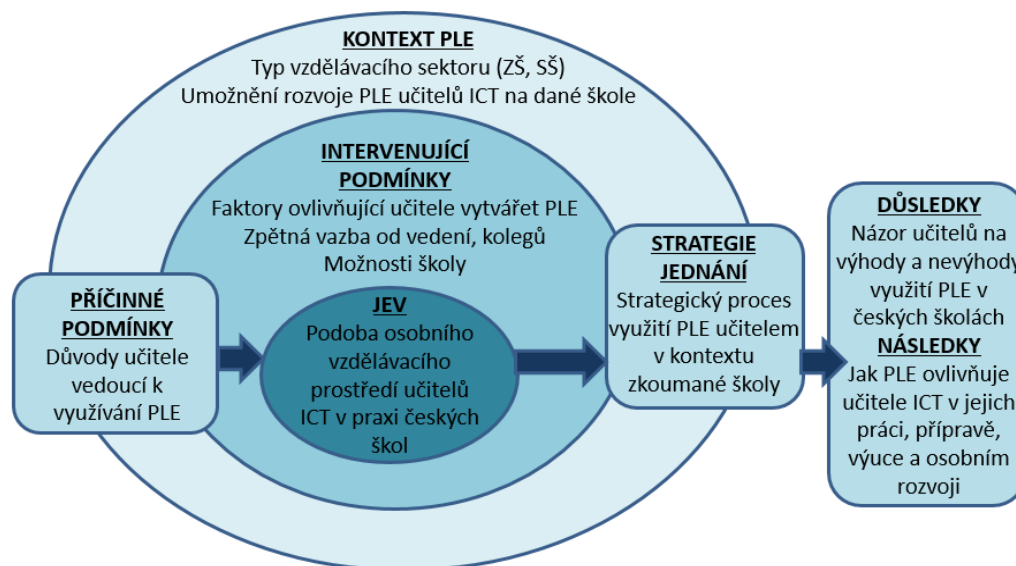 KONTEXT PLE
Typ vzdělávacího sektoru (ZŠ, SŠ)
Umožnění rozvoje PLE učitelů ICT na dané škole
INTERVENUJÍCÍ
PODMÍNKY
Faktory ovlivňující učitele vytvářet PLE
Zpětná vazba od vedení, kolegů
Možnosti školy
PŘÍČINNÉ
PODMÍNKY
Důvody učitele
vedoucí k
využívání PLE
JEV
Podoba osobního
vzdělávacího
prostředí učitelů
ICT v praxi českých
škol
STRATEGIE
JEDNÁNÍ
Strategický proces
využití PLE učitelem
v kontextu
zkoumané školy
DŮSLEDKY
Názor učitelů na
výhody a nevýhody
využití PLE v
českých školách
NÁSLEDKY
Jak PLE ovlivňuje
učitele ICT v jejich
práci, přípravě,
výuce a osobním
rozvoji